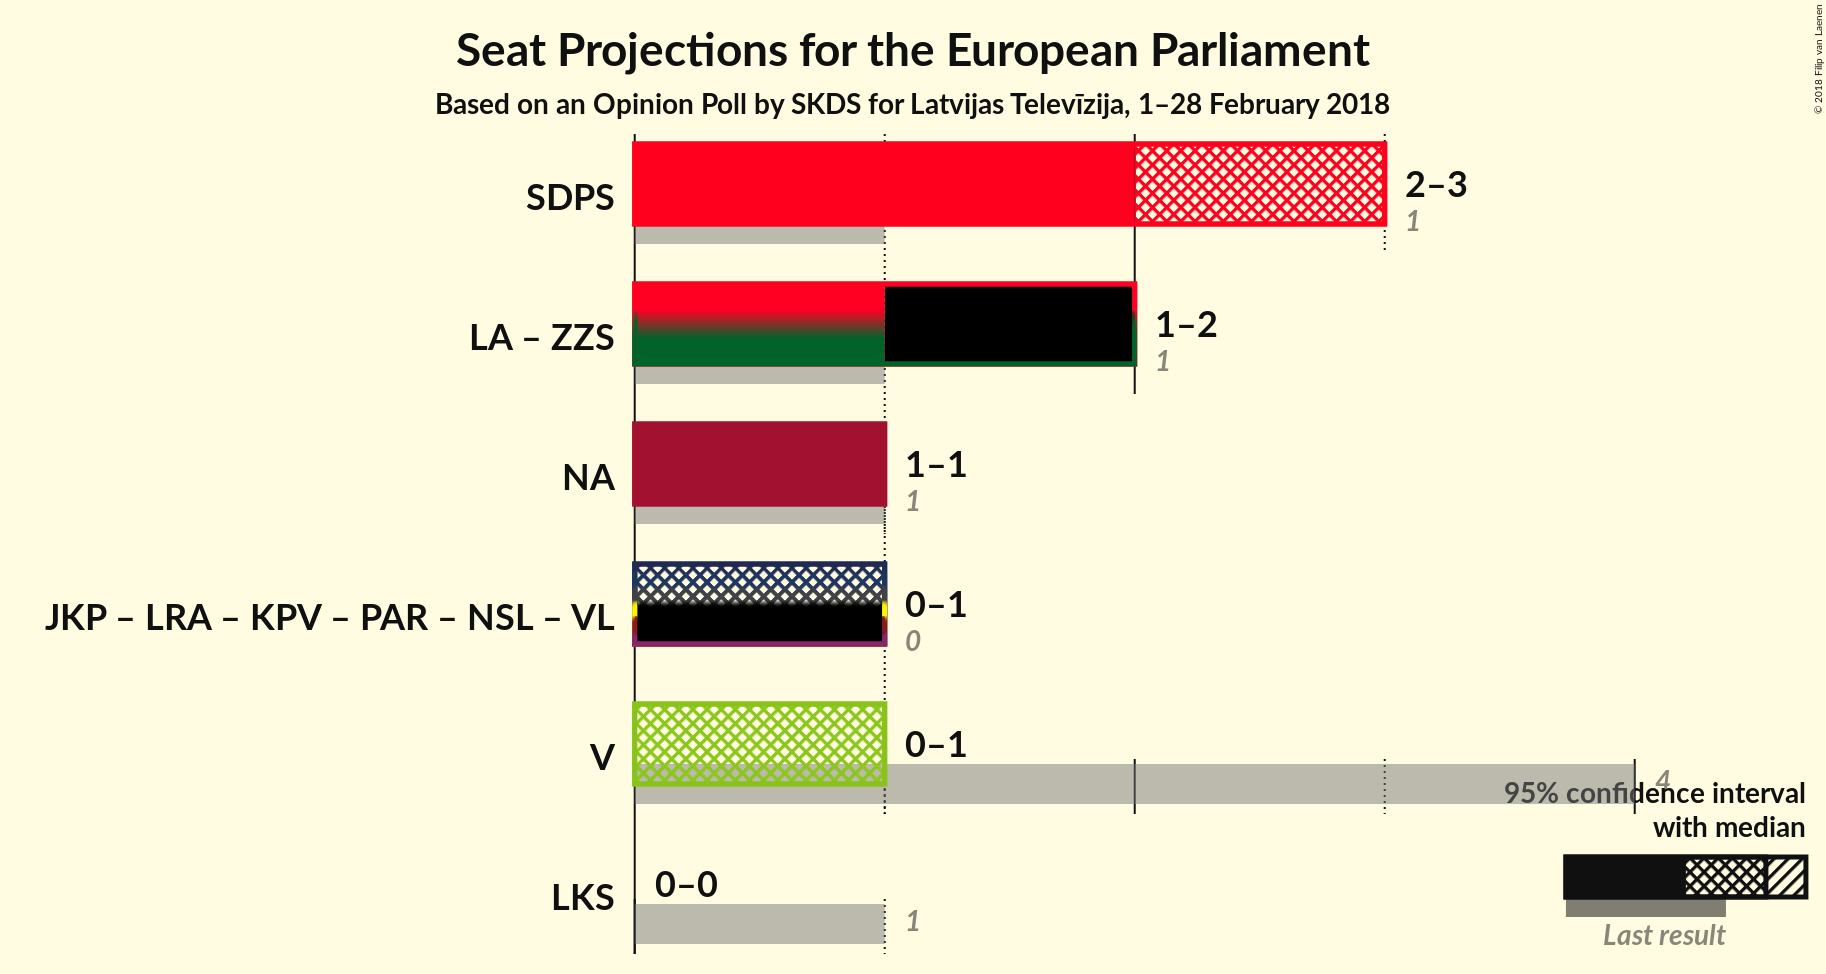 Seat Projections for the European Parliament
Based on an Opinion Poll by SKDS for Latvijas Televīzija, 1–28 February 2018
© 2018 Filip van Laenen
SDPS
2–3
1
LA – ZZS
1–2
1
NA
1–1
1
JKP – LRA – KPV – PAR – NSL – VL
0–1
0
V
0–1
4
LKS
0–0
1
95% confidence interval
with median
Last result